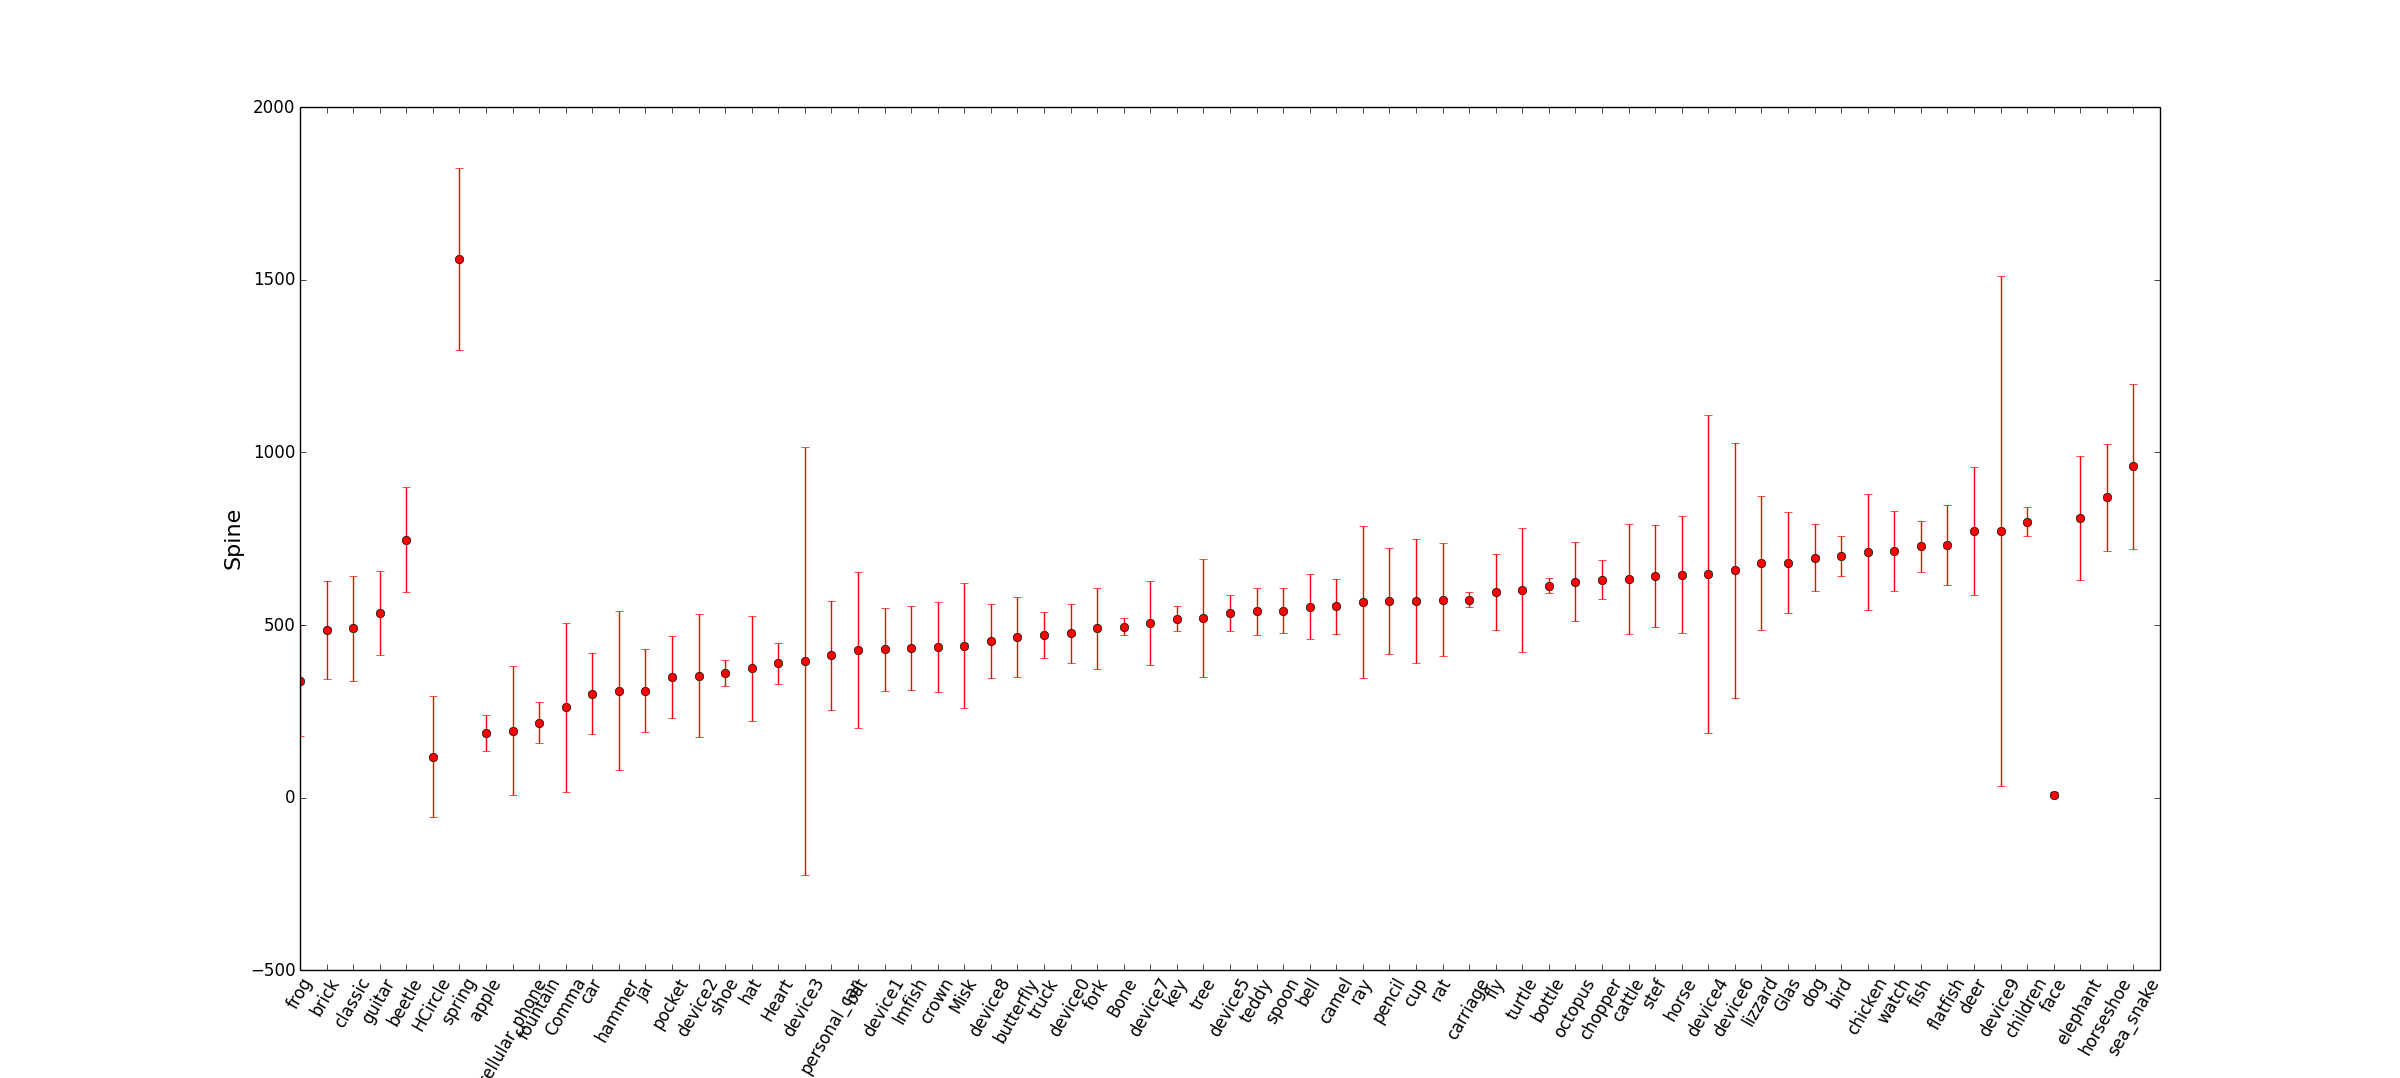 2000
1500
1000
500
0
−500
Spine
frog
brick
classic
guitar
beetle
HCircle
spring
apple
cellular_phone
fountain
Comma
car
hammer
jar
pocket
device2
shoe
hat
Heart
device3
personal_car
bat
device1
lmfish
crown
Misk
device8
butterfly
truck
device0
fork
Bone
device7
key
tree
device5
teddy
spoon
bell
camel
ray
pencil
cup
rat
carriage
fly
turtle
bottle
octopus
chopper
cattle
stef
horse
device4
device6
lizzard
Glas
dog
bird
chicken
watch
fish
flatfish
deer
device9
children
face
elephant
horseshoe
sea_snake